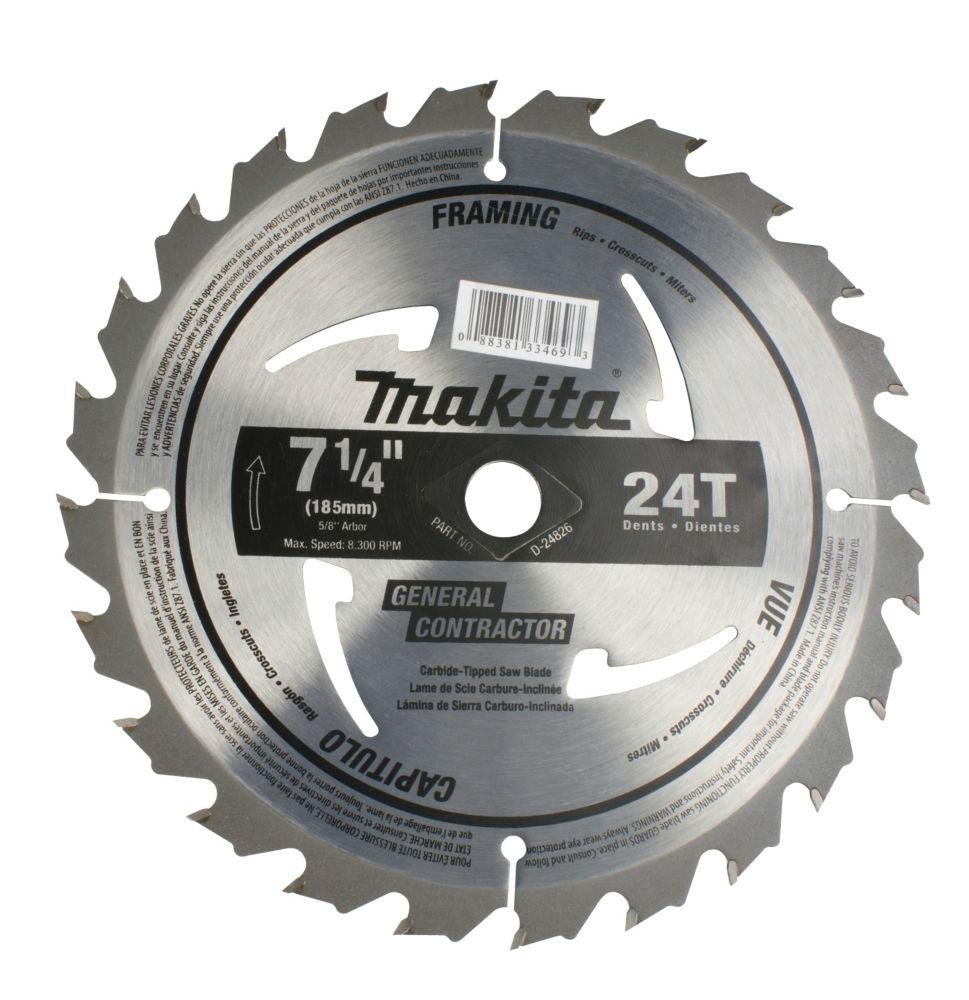 FRAMING
Rips • Crosscuts • Miters
0 88381 33469 3
makita®
7 1/4"
(185mm)
5/8" Arbor
Max. Speed: 8.300 RPM
PART NO.
D-24826
24T
Dents • Dientes
GENERAL
CONTRACTOR
Carbide-Tipped Saw Blade
Lame de Scie Carbure-Inclinée
Lámina de Sierra Carburo-Inclinada
VUE
Déchirure • Crosscuts • Mitres
CAPITULO
Rasgón • Crosscuts • Ingletes
PARA EVITAR LESIONES CORPORALES GRAVES. No opere la sierra sin que las PROTECCIONES de la hoja de la sierra FUNCIONEN ADECUADAMENTE
y se encuentren en su lugar. Consulte y siga las instrucciones del manual de la sierra y del paquete de hojas por importantes instrucciones
y ADVERTENCIAS de seguridad. Siempre use una protección ocular adecuada que cumpla con las ANSI Z87.1. Hecho en China.
TO AVOID SERIOUS BODILY INJURY Do not operate saw without PROPERLY FUNCTIONING saw blade GUARDS in place. Consult and follow
saw machines instruction manual and blade package for important Safety Instructions and WARNINGS. Always wear eye protection
complying with ANSI Z87.1. Made in China.
POUR ÉVITER TOUTE BLESSURE CORPORELLE. Ne pas faire fonctionner la scie sans avoir les PROTECTEURS de lame de scie en place et EN BON
ÉTAT DE MARCHE. Consulter et suivre les directives de sécurité importantes et les MISES EN GARDE du manuel d'instruction de la scie ainsi
que de l'emballage de la lame. Toujours porter la bonne protection oculaire conformément à la norme ANSI Z87.1. Fabriqué aux China.